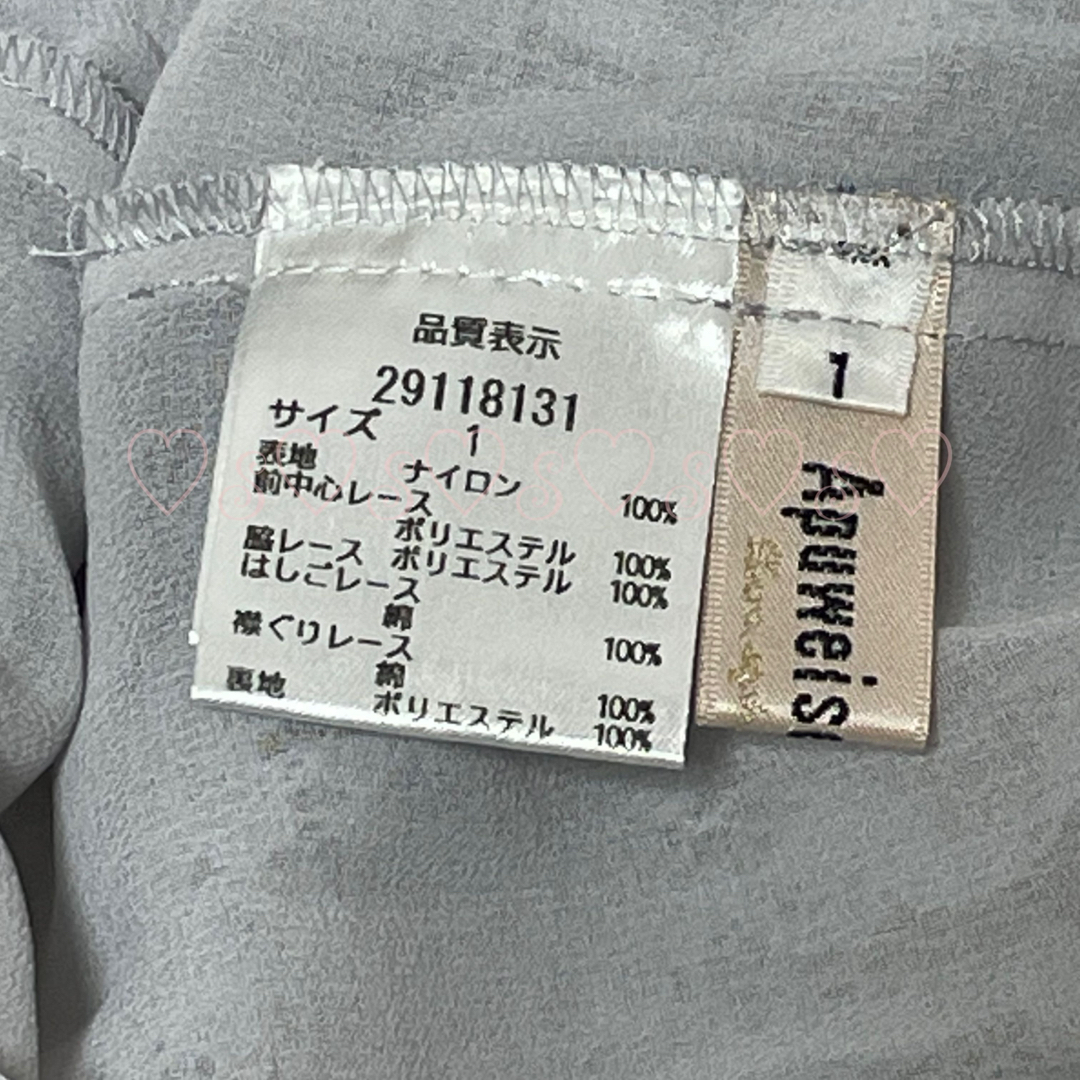 品質表示
29118131
サイズ 1
表地 ナイロン 100%
前中心レース
ポリエステル 100%
脇レース ポリエステル 100%
はしごレース
綿 100%
襟ぐりレース
綿 100%
裏地 ポリエステル 100%
1
Apuweis